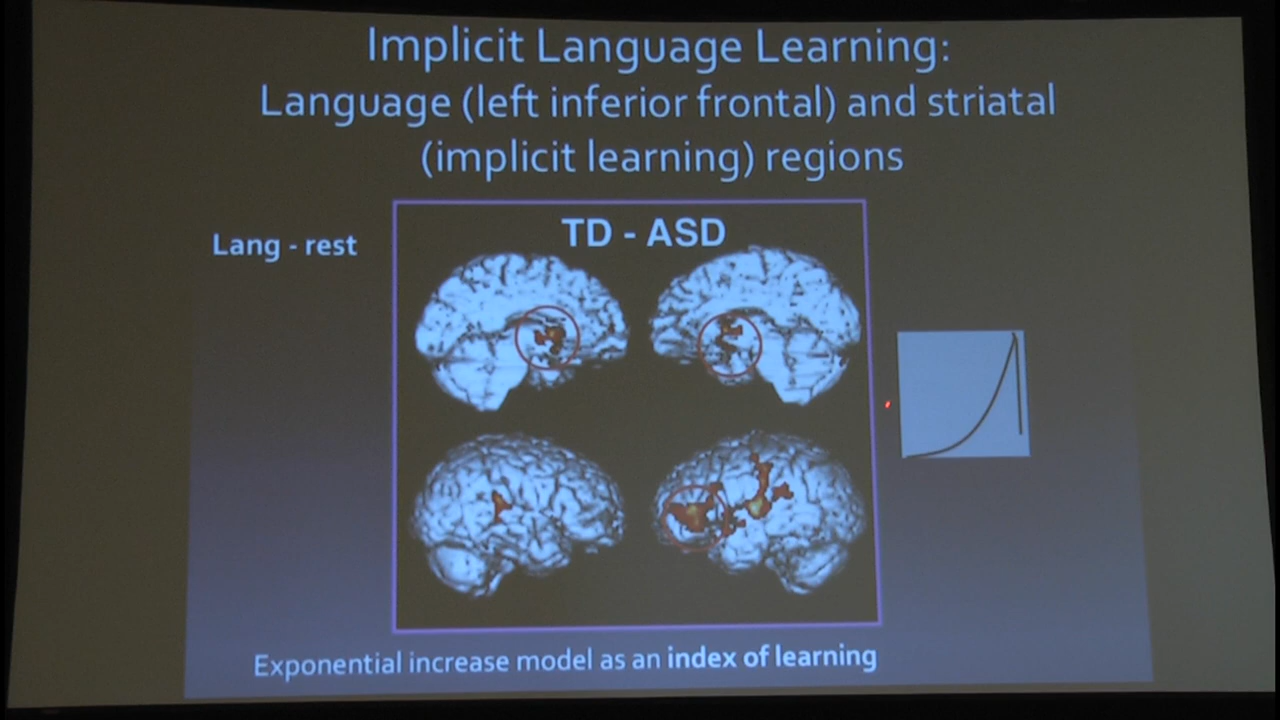 Implicit Language Learning:
Language (left inferior frontal) and striatal
(implicit learning) regions
Lang - rest
TD - ASD
Exponential increase model as an index of learning